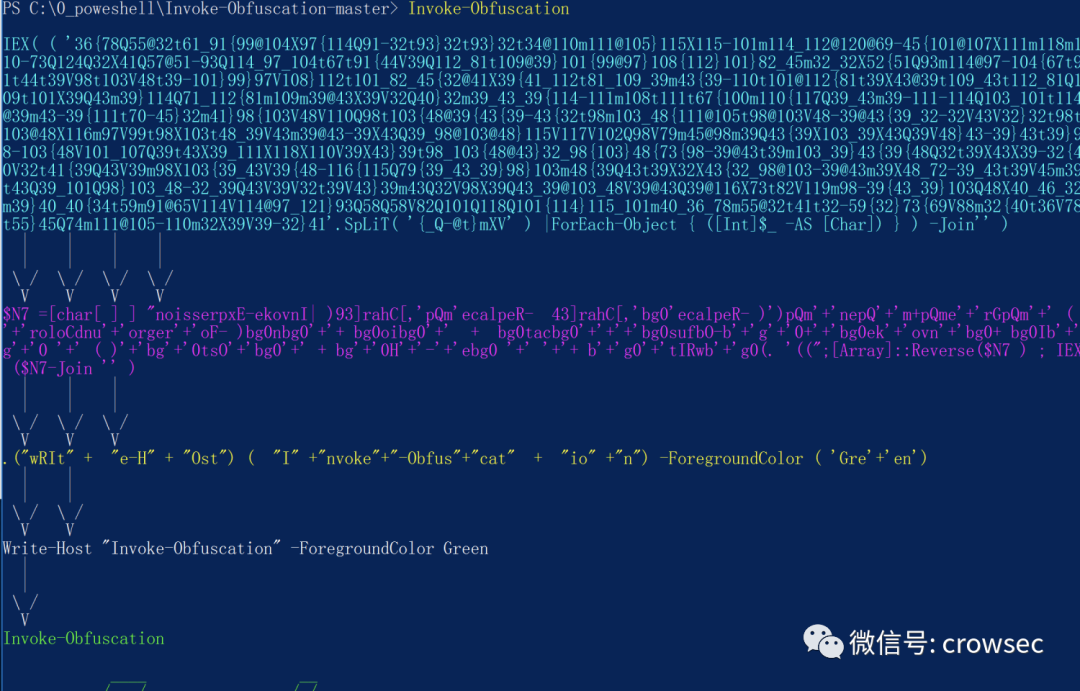 PS C:\0_poweshell\Invoke-Obfuscation-master> Invoke-Obfuscation
IEX( ( '36{78Q55@32t61_91{99@104X97{114Q91-32t93}32t93}32t34@110m111@105}115X115-101m114_112@120@69-45{101@107X111m118m1
10-73Q124Q32X41Q57@51-93Q114_97_104t67t91{44V39Q112_81t109@39}101{99@97}108{112}101}82_45m32_32X52{51Q93m114@97-104{67t9
1t44t39V98t103V48t39-101}99}97V108}112t101_82_45{32@41X39{41_112t81_109_39m43{39-110t101@112{81t39X43@39t109_43t112_81Q1
09t101X39Q43m39}114Q71_112{81m109m39@43X39V32Q40}32m39_43_39{114-111m108t111t67{100m110{117Q39_43m39-111-114Q103_101t114
@39m43-39{111t70-45}32m41}98{103V48V110Q98t103{48@39}43{39-43{32t98m103_48{111@105t98@103V48-39@43{39_32-32V43V32}32t98t
103@48X116m97V99t98X103t48_39V43m39@43-39X43Q39_98@103@48}115V117V102Q98V79m45@98m39Q43{39X103_39X43Q39V48}43-39}43t39}9
8-103{48V101_107Q39t43X39_111X118X110V39X43}39t98_103{48@43}32_98{103}48{73{98-39@43t39m103_39}43{39{48Q32t39X43X39-32{4
0V32t41{39Q43V39m98X103{39_43V39{48-116{115Q79{39_43_39}98}103m48{39Q43t39X32X43{32_98@103-39@43m39X48_72-39_43t39V45m39
t43Q39_101Q98}103_48-32_39Q43V39V32t39V43}39m43Q32V98X39Q43_39@103_48V39@43Q39@116X73t82V119m98-39{43_39}103Q48X40_46_32
m39}40_40{34t59m91@65V114V114@97_121}93Q58Q58V82Q101Q118Q101{114}115_101m40_36_78m55@32t41t32-59{32}73{69V88m32{40t36V78
t55}45Q74m111@105-110m32X39V39-32}41'.SpLiT( '{_Q-@t}mXV' ) |ForEach-Object { ([Int]$_ -AS [Char]) } ) -Join'' )
$N7 =[char[ ] ] "noisserpxE-ekovnI| )93]rahC[,'pQm'ecalpeR-  43]rahC[,'bg0'ecalpeR- )')pQm'+'nepQ'+'m+pQme'+'rGpQm'+' (
'+'roloCdnu'+'orger'+'oF- )bg0nbg0'+'+ bg0oibg0'+'  +  bg0tacbg0'+'+'+'bg0sufbO-b'+'g'+'0+'+'bg0ek'+'ovn'+'bg0+ bg0Ib'+'
g'+'0 '+' ( )'+'bg'+'0tsO'+'bg0'+' + bg'+'0H'+'-'+'ebg0 '+' '+'+ b'+'g0'+'tIRwb'+'g0(. '((";[Array]::Reverse($N7 ) ; IEX
($N7-Join '' )
.("wRIt" +  "e-H" + "Ost") (  "I" +"nvoke"+"-Obfus"+"cat"  +  "io" +"n") -ForegroundColor ( 'Gre'+'en')
Write-Host "Invoke-Obfuscation" -ForegroundColor Green
Invoke-Obfuscation
微信号: crowsec